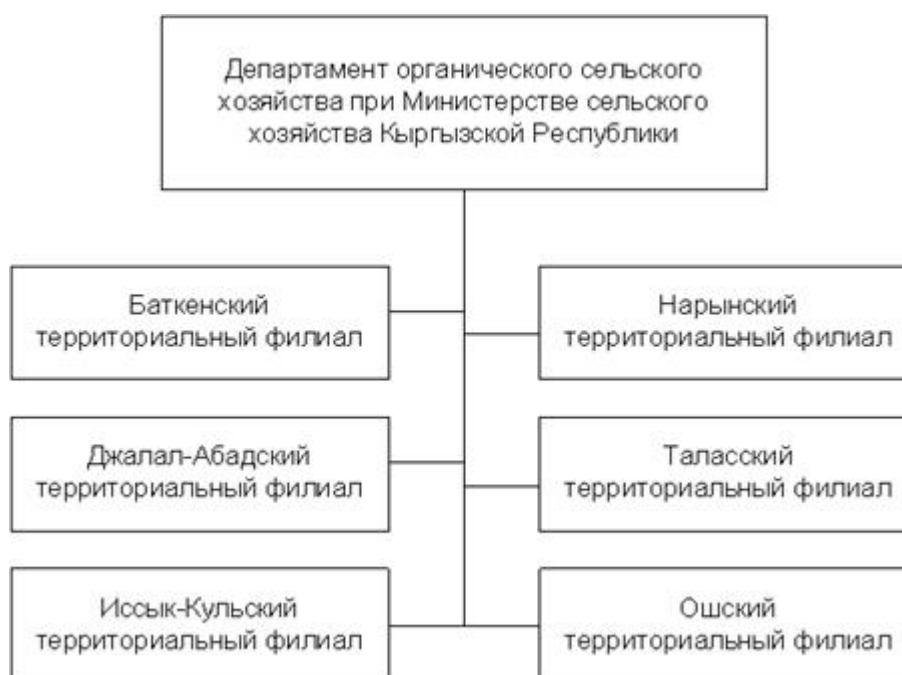 Департамент органического сельского
хозяйства при Министерстве сельского
хозяйства Кыргызской Республики
Баткенский
территориальный филиал
Нарынский
территориальный филиал
Джалал-Абадский
территориальный филиал
Таласский
территориальный филиал
Иссык-Кульский
территориальный филиал
Ошский
территориальный филиал